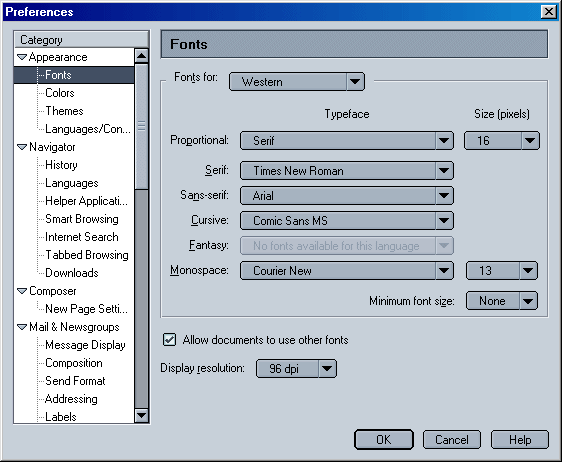 Preferences
Category
Appearance
Fonts
Colors
Themes
Languages/Con...
Navigator
History
Languages
Helper Applicati...
Smart Browsing
Internet Search
Tabbed Browsing
Downloads
Composer
New Page Setti...
Mail & Newsgroups
Message Display
Composition
Send Format
Addressing
Labels
Fonts
Fonts for: Western
Typeface Size (pixels)
Proportional: Serif 16
Serif: Times New Roman
Sans-serif: Arial
Cursive: Comic Sans MS
Fantasy: No fonts available for this language
Monospace: Courier New 13
Minimum font size: None
Allow documents to use other fonts
Display resolution: 96 dpi
OK Cancel Help